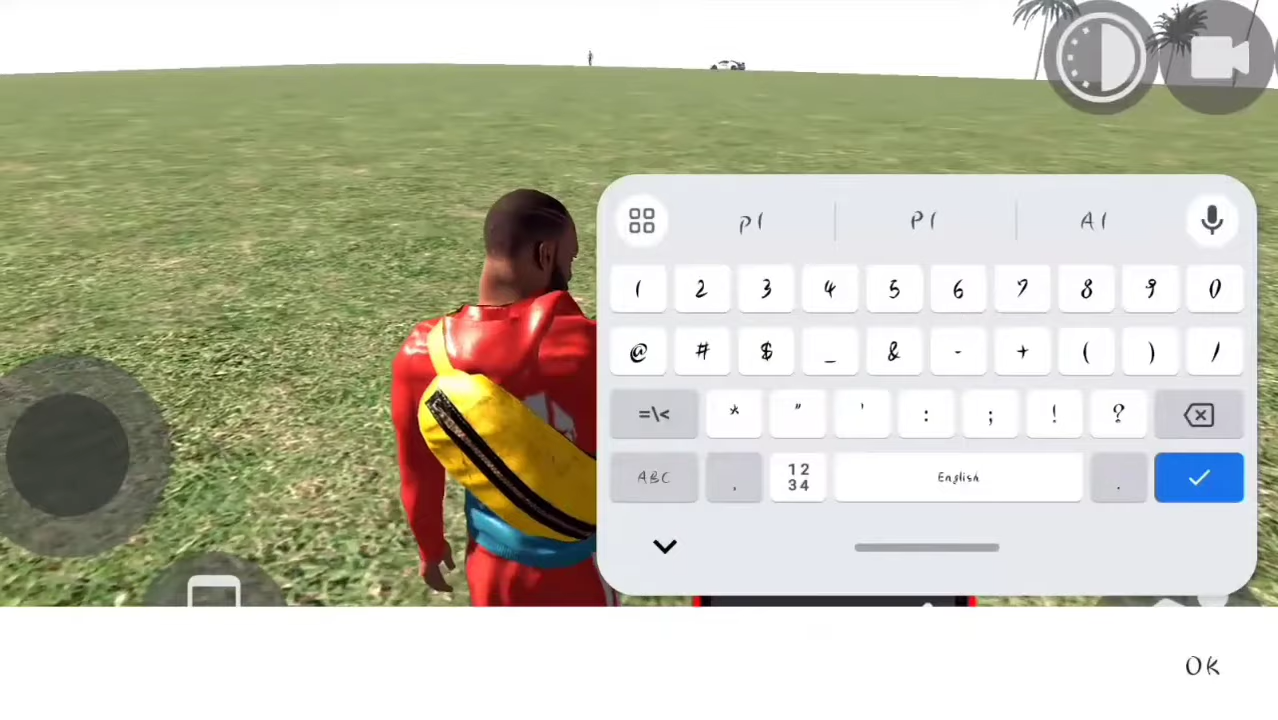 P1 P1 A1
1 2 3 4 5 6 7 8 9 0
@ # $ _ & - + ( ) /
=\< * " ' : ; ! ?
ABC , 12 34 English .
OK